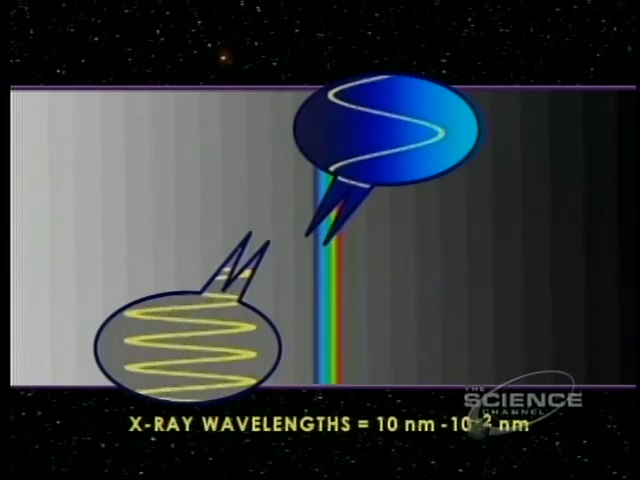 THE
SCIENCE
CHANNEL
X-RAY WAVELENGTHS = 10 nm -10⁻² nm